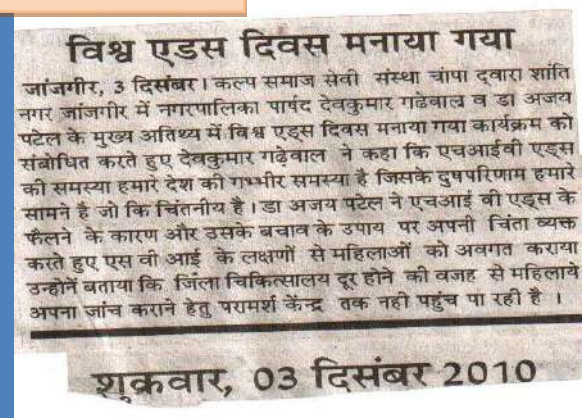 विश्व एडस दिवस मनाया गया
जांजगीर, 3 दिसंबर। कल्प समाज सेवी संस्था चांपा द्वारा शांति
नगर जांजगीर में नगरपालिका पार्षद देवकुमार गढेवाल व डा अजय
पटेल के मुख्य अतिथ्य में विश्व एड्स दिवस मनाया गया कार्यक्रम को
संबोधित करते हुए देवकुमार गढ़ेवाल ने कहा कि एचआईवी एड्स
की समस्या हमारे देश की गम्भीर समस्या है जिसके दुषपरिणाम हमारे
सामने है जो कि चिंतनीय है। डा अजय पटेल ने एचआई वी एड्स के
फैलने के कारण और उसके बचाव के उपाय पर अपनी चिंता व्यक्त
करते हुए एस वी आई के लक्षणों से महिलाओं को अवगत कराया
उन्होनें बताया कि जिला चिकित्सालय दूर होने की वजह से महिलाये
अपना जांच कराने हेतु परामर्श केंन्द्र तक नही पहुंच पा रही है ।
शुक्रवार, 03 दिसंबर 2010